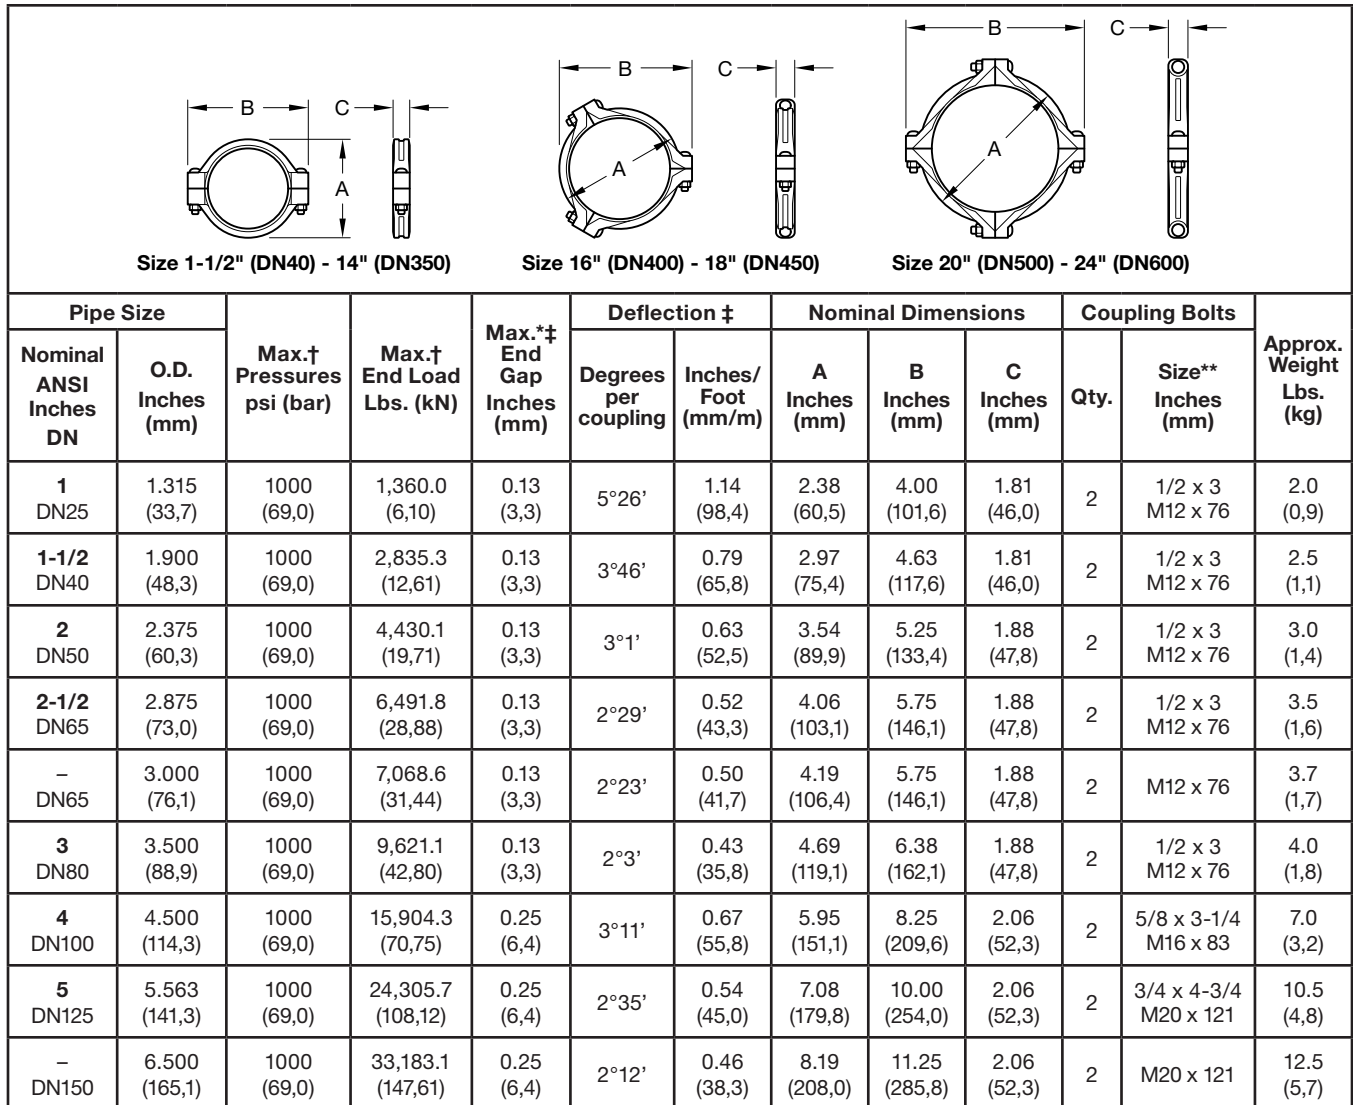 B
C
A
Size 1-1/2" (DN40) - 14" (DN350)
B
C
A
Size 16" (DN400) - 18" (DN450)
B
C
A
Size 20" (DN500) - 24" (DN600)
Pipe Size
Nominal ANSI Inches DN
O.D. Inches (mm)
Max.† Pressures psi (bar)
Max.† End Load Lbs. (kN)
Max.*‡ End Gap Inches (mm)
Deflection ‡
Degrees per coupling
Inches/ Foot (mm/m)
Nominal Dimensions
A Inches (mm)
B Inches (mm)
C Inches (mm)
Coupling Bolts
Qty.
Size** Inches (mm)
Approx. Weight Lbs. (kg)
1 1.315 1000 1,360.0 0.13 5°26’ 1.14 2.38 4.00 1.81 2 1/2 x 3 2.0
DN25 (33,7) (69,0) (6,10) (3,3) (98,4) (60,5) (101,6) (46,0) M12 x 76 (0,9)
1-1/2 1.900 1000 2,835.3 0.13 3°46’ 0.79 2.97 4.63 1.81 2 1/2 x 3 2.5
DN40 (48,3) (69,0) (12,61) (3,3) (65,8) (75,4) (117,6) (46,0) M12 x 76 (1,1)
2 2.375 1000 4,430.1 0.13 3°1’ 0.63 3.54 5.25 1.88 2 1/2 x 3 3.0
DN50 (60,3) (69,0) (19,71) (3,3) (52,5) (89,9) (133,4) (47,8) M12 x 76 (1,4)
2-1/2 2.875 1000 6,491.8 0.13 2°29’ 0.52 4.06 5.75 1.88 2 1/2 x 3 3.5
DN65 (73,0) (69,0) (28,88) (3,3) (43,3) (103,1) (146,1) (47,8) M12 x 76 (1,6)
– 3.000 1000 7,068.6 0.13 2°23’ 0.50 4.19 5.75 1.88 2 M12 x 76 3.7
DN65 (76,1) (69,0) (31,44) (3,3) (41,7) (106,4) (146,1) (47,8) (1,7)
3 3.500 1000 9,621.1 0.13 2°3’ 0.43 4.69 6.38 1.88 2 1/2 x 3 4.0
DN80 (88,9) (69,0) (42,80) (3,3) (35,8) (119,1) (162,1) (47,8) M12 x 76 (1,8)
4 4.500 1000 15,904.3 0.25 3°11’ 0.67 5.95 8.25 2.06 2 5/8 x 3-1/4 7.0
DN100 (114,3) (69,0) (70,75) (6,4) (55,8) (151,1) (209,6) (52,3) M16 x 83 (3,2)
5 5.563 1000 24,305.7 0.25 2°35’ 0.54 7.08 10.00 2.06 2 3/4 x 4-3/4 10.5
DN125 (141,3) (69,0) (108,12) (6,4) (45,0) (179,8) (254,0) (52,3) M20 x 121 (4,8)
– 6.500 1000 33,183.1 0.25 2°12’ 0.46 8.19 11.25 2.06 2 M20 x 121 12.5
DN150 (165,1) (69,0) (147,61) (6,4) (38,3) (208,0) (285,8) (52,3) (5,7)